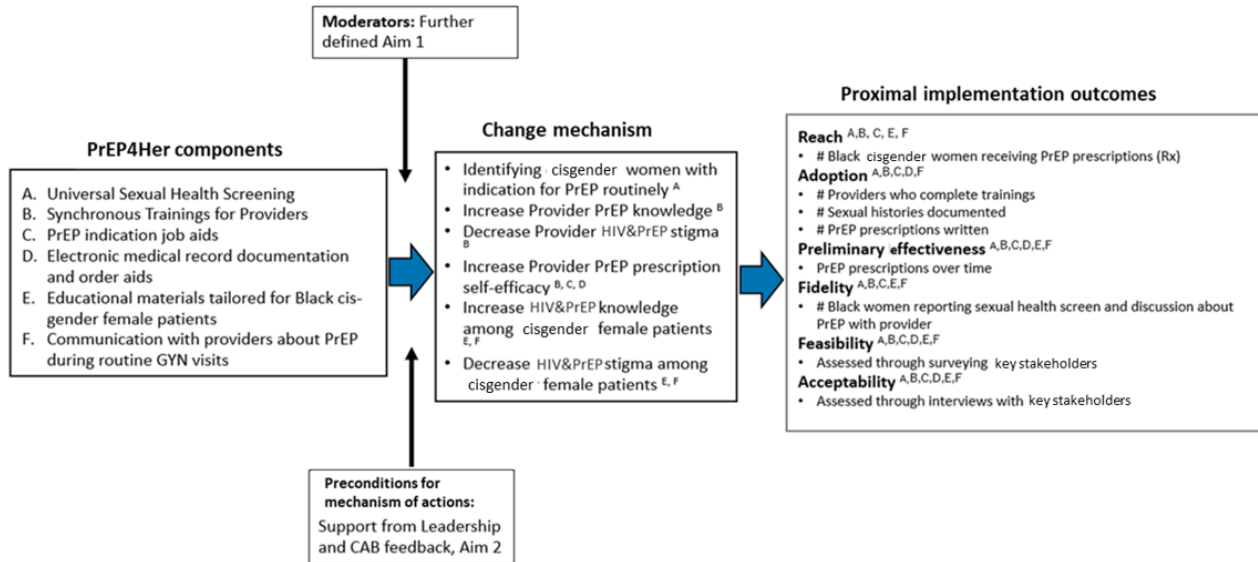 Moderators: Further
defined Aim 1
PrEP4Her components
A. Universal Sexual Health Screening
B. Synchronous Trainings for Providers
C. PrEP indication job aids
D. Electronic medical record documentation
and order aids
E. Educational materials tailored for Black cis-
gender female patients
F. Communication with providers about PrEP
during routine GYN visits
Change mechanism
• Identifying cisgender women with
indication for PrEP routinely A
• Increase Provider PrEP knowledge B
• Decrease Provider HIV&PrEP stigma
B
• Increase Provider PrEP prescription
self-efficacy B, C, D
• Increase HIV&PrEP knowledge
among cisgender female patients
E, F
• Decrease HIV&PrEP stigma among
cisgender female patients E, F
Preconditions for
mechanism of actions:
Support from Leadership
and CAB feedback, Aim 2
Proximal implementation outcomes
Reach A,B, C, E, F
• # Black cisgender women receiving PrEP prescriptions (Rx)
Adoption A,B,C,D,F
• # Providers who complete trainings
• # Sexual histories documented
• # PrEP prescriptions written
Preliminary effectiveness A,B,C,D,E,F
• PrEP prescriptions over time
Fidelity A,B,C,E,F
• # Black women reporting sexual health screen and discussion about
PrEP with provider
Feasibility A,B,C,D,E,F
• Assessed through surveying key stakeholders
Acceptability A,B,C,D,E,F
• Assessed through interviews with key stakeholders